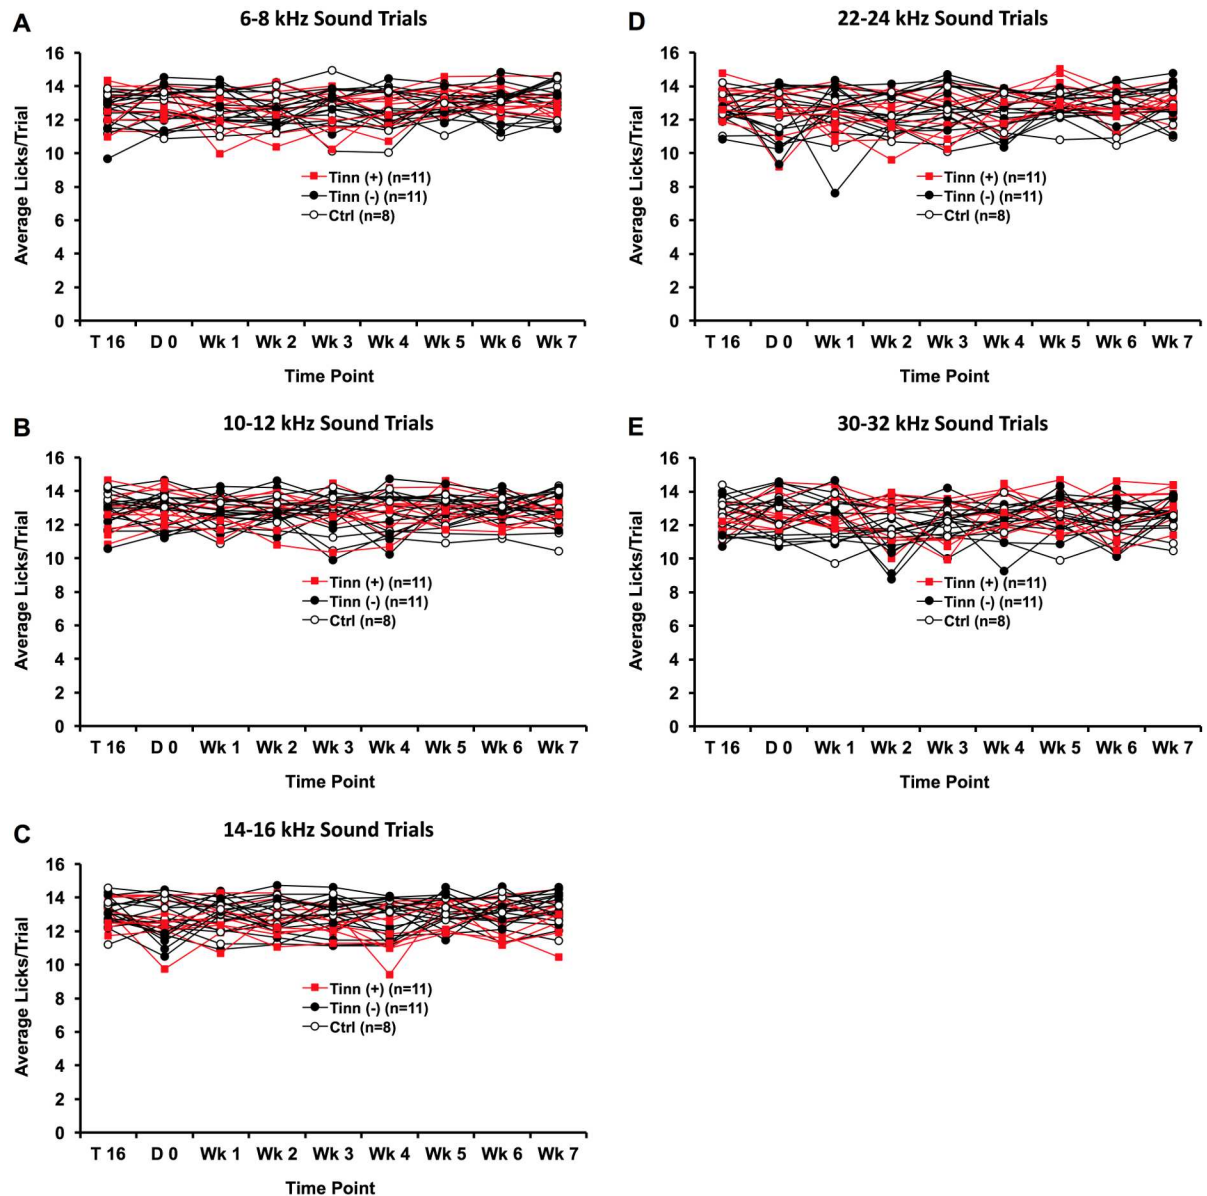 A
6-8 kHz Sound Trials
Average Licks/Trial
16
14
12
10
8
6
4
2
0
Tinn (+) (n=11)
Tinn (-) (n=11)
Ctrl (n=8)
T 16 D 0 Wk 1 Wk 2 Wk 3 Wk 4 Wk 5 Wk 6 Wk 7
Time Point
B
10-12 kHz Sound Trials
Average Licks/Trial
16
14
12
10
8
6
4
2
0
Tinn (+) (n=11)
Tinn (-) (n=11)
Ctrl (n=8)
T 16 D 0 Wk 1 Wk 2 Wk 3 Wk 4 Wk 5 Wk 6 Wk 7
Time Point
C
14-16 kHz Sound Trials
Average Licks/Trial
16
14
12
10
8
6
4
2
0
Tinn (+) (n=11)
Tinn (-) (n=11)
Ctrl (n=8)
T 16 D 0 Wk 1 Wk 2 Wk 3 Wk 4 Wk 5 Wk 6 Wk 7
Time Point
D
22-24 kHz Sound Trials
Average Licks/Trial
16
14
12
10
8
6
4
2
0
Tinn (+) (n=11)
Tinn (-) (n=11)
Ctrl (n=8)
T 16 D 0 Wk 1 Wk 2 Wk 3 Wk 4 Wk 5 Wk 6 Wk 7
Time Point
E
30-32 kHz Sound Trials
Average Licks/Trial
16
14
12
10
8
6
4
2
0
Tinn (+) (n=11)
Tinn (-) (n=11)
Ctrl (n=8)
T 16 D 0 Wk 1 Wk 2 Wk 3 Wk 4 Wk 5 Wk 6 Wk 7
Time Point